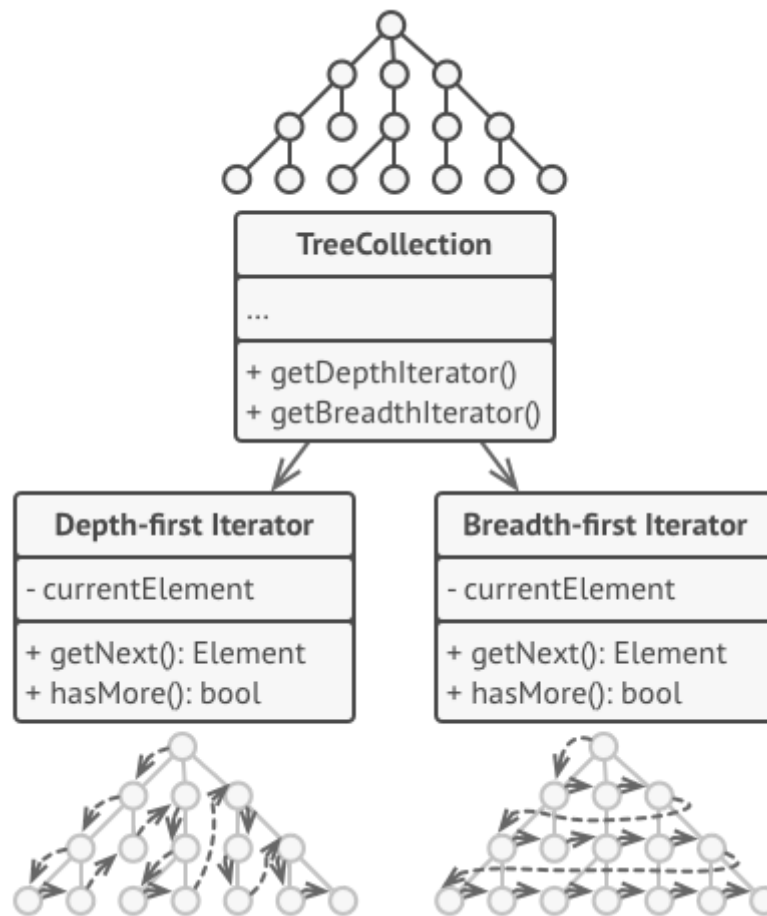 TreeCollection
...
+ getDepthIterator()
+ getBreadthIterator()
Depth-first Iterator
- currentElement
+ getNext(): Element
+ hasMore(): bool
Breadth-first Iterator
- currentElement
+ getNext(): Element
+ hasMore(): bool